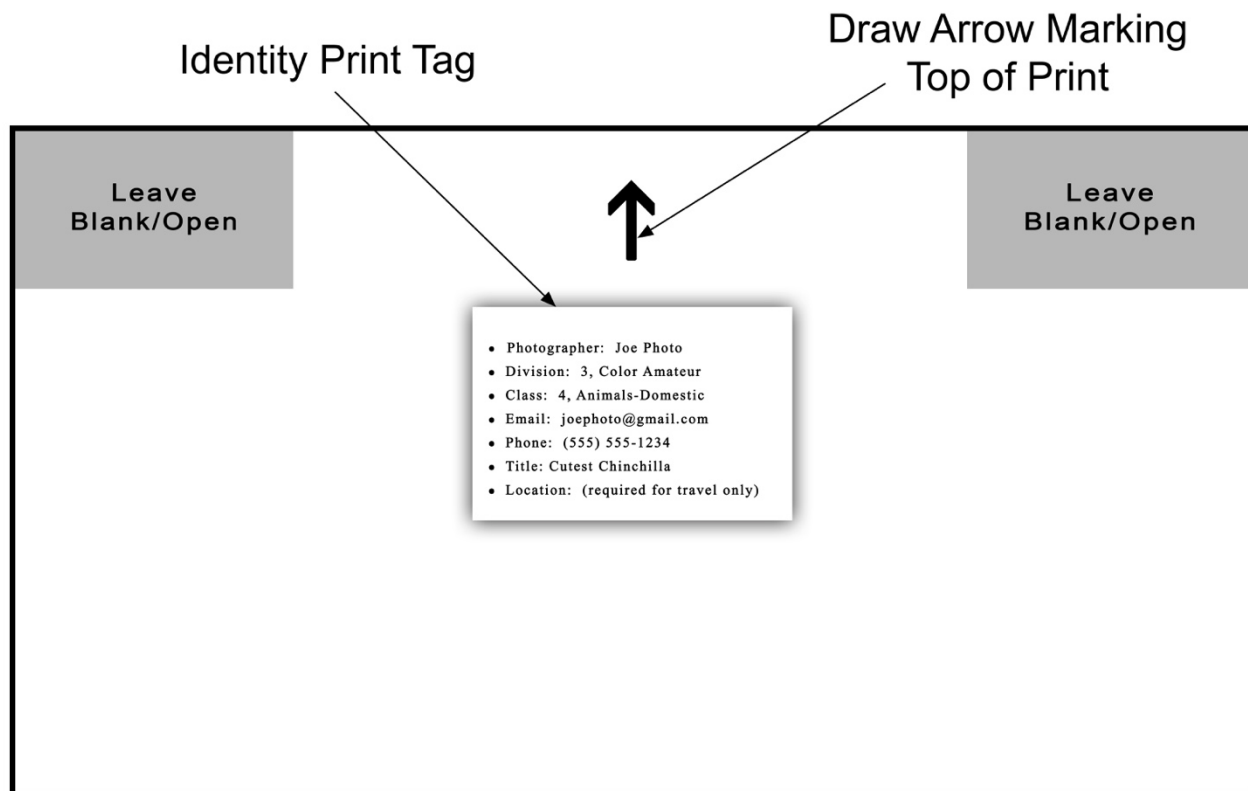 Identity Print Tag
Draw Arrow Marking
Top of Print
Leave
Blank/Open
Leave
Blank/Open
• Photographer:  Joe Photo
• Division:  3, Color Amateur
• Class:  4, Animals-Domestic
• Email:  joephoto@gmail.com
• Phone:  (555) 555-1234
• Title: Cutest Chinchilla
• Location:  (required for travel only)